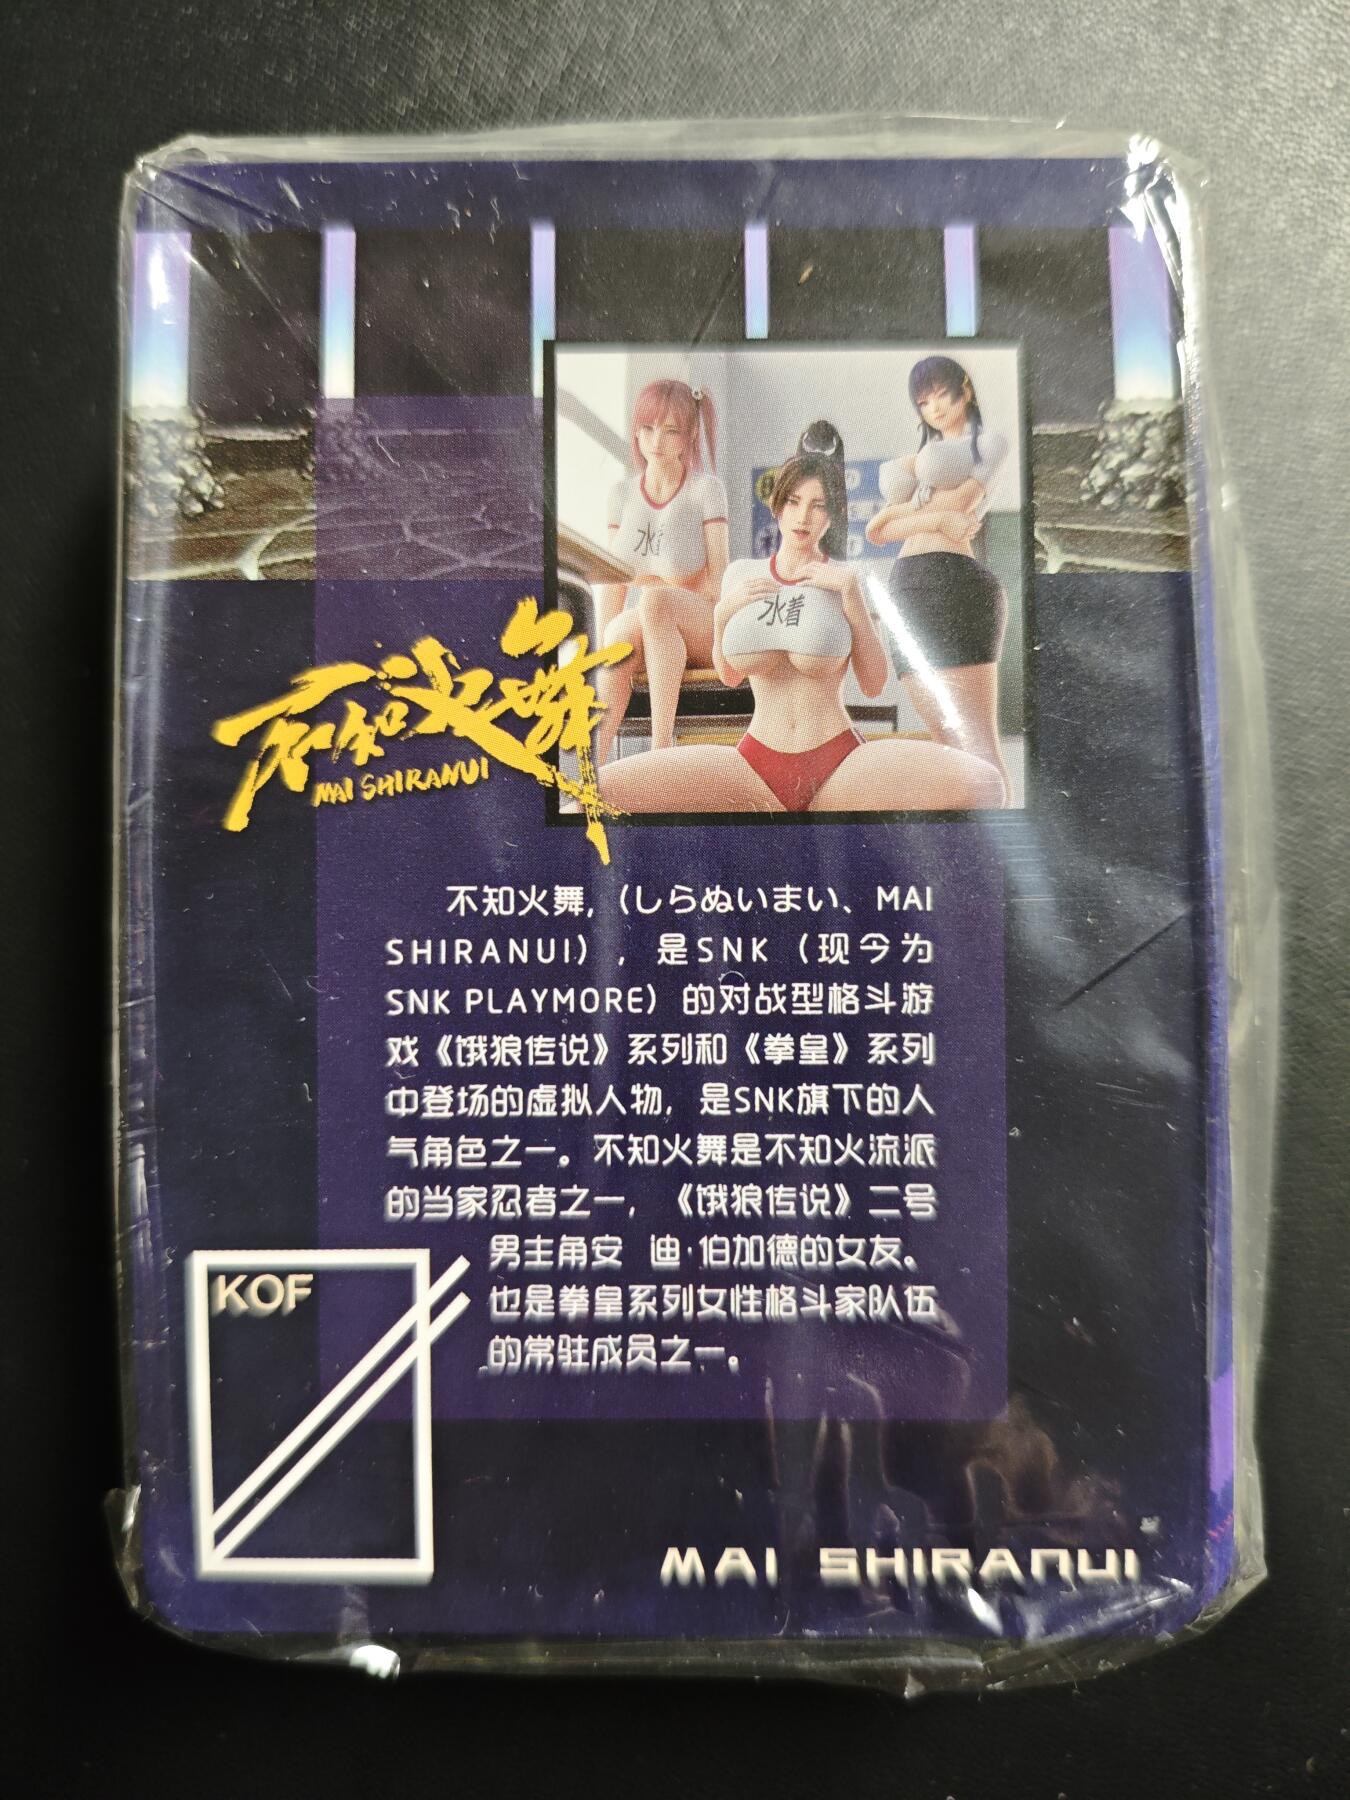 水着
水着
不知火舞
MAI SHIRANUI
不知火舞,（しらぬいまい、MAI
SHIRANUI），是SNK（现今为
SNK PLAYMORE）的对战型格斗游
戏《饿狼传说》系列和《拳皇》系列
中登场的虚拟人物，是SNK旗下的人
气角色之一。不知火舞是不知火流派
的当家忍者之一，《饿狼传说》二号
男主角安 迪·伯加德的女友。
也是拳皇系列女性格斗家队伍
的常驻成员之一。
KOF
MAI SHIRANUI